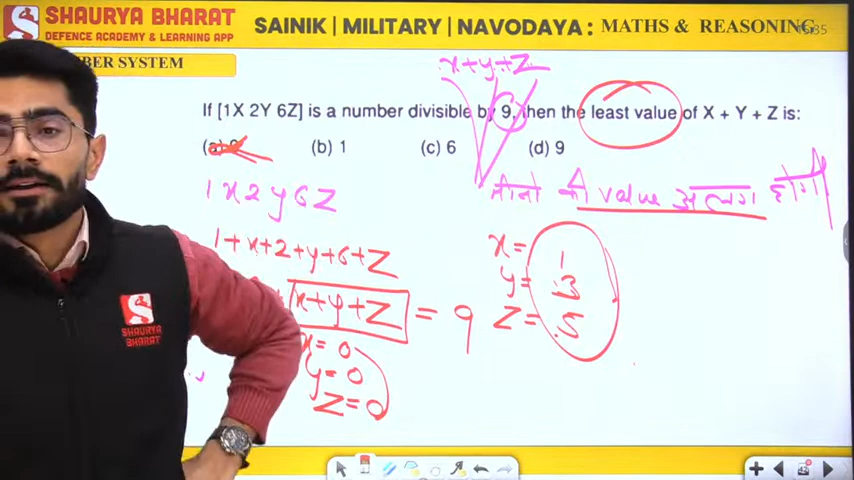 SHAURYA BHARAT
DEFENCE ACADEMY & LEARNING APP
SAINIK | MILITARY | NAVODAYA : MATHS & REASONING
15:35
BER SYSTEM
x+y+z
If [1X 2Y 6Z] is a number divisible by 9, then the least value of X + Y + Z is:
(b) 1
(c) 6
(d) 9
1x2y6z
तीनो की value अलग होगी
1+x+2+y+6+z
x+y+z = 9
x= 1
y= 3
z= 5
x= 0
y= 0
z= 0
SHAURYA
BHARAT